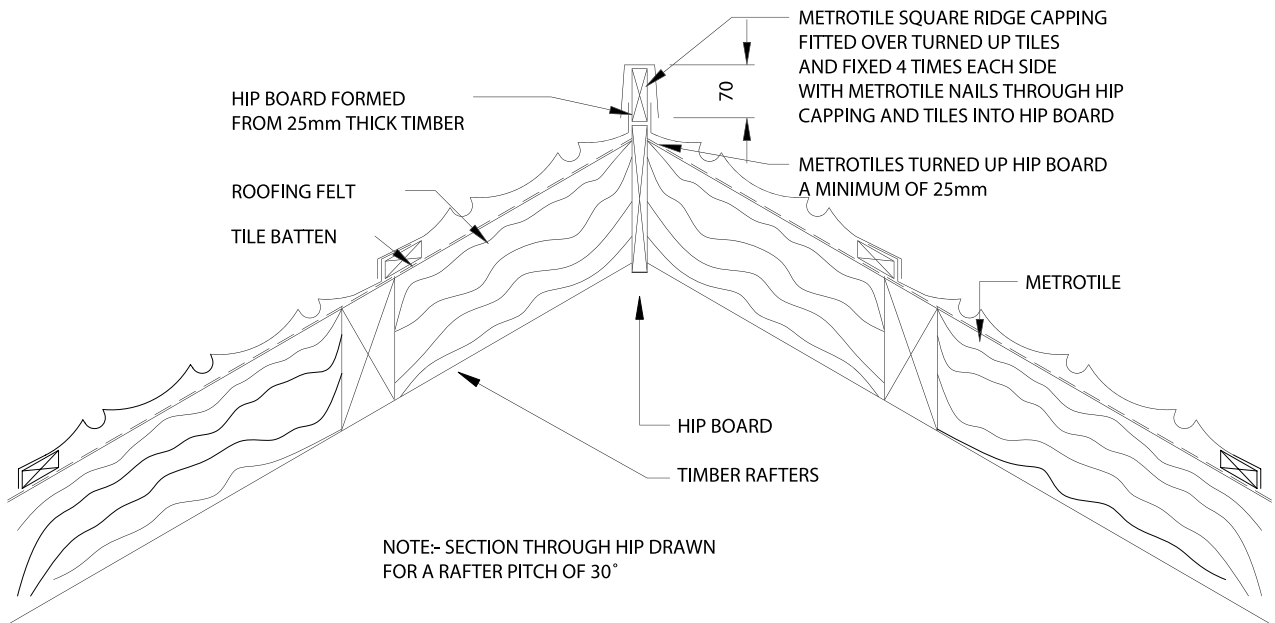 METROTILE SQUARE RIDGE CAPPING
FITTED OVER TURNED UP TILES
AND FIXED 4 TIMES EACH SIDE
WITH METROTILE NAILS THROUGH HIP
CAPPING AND TILES INTO HIP BOARD
70
HIP BOARD FORMED
FROM 25mm THICK TIMBER
METROTILES TURNED UP HIP BOARD
A MINIMUM OF 25mm
ROOFING FELT
TILE BATTEN
METROTILE
HIP BOARD
TIMBER RAFTERS
NOTE:- SECTION THROUGH HIP DRAWN
FOR A RAFTER PITCH OF 30°